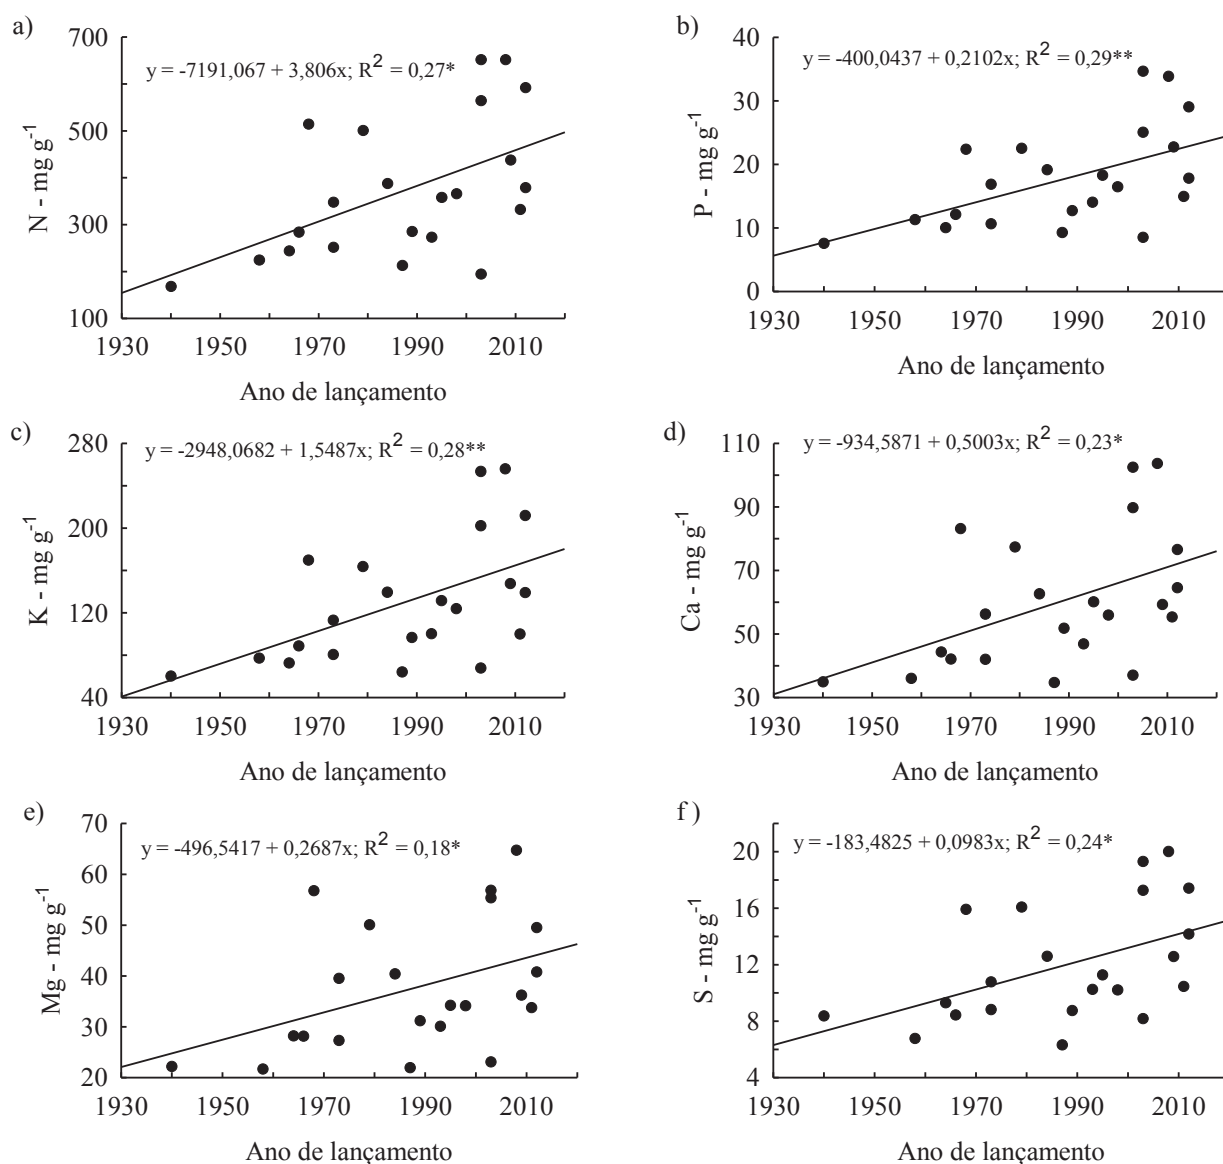 a)
y = -7191,067 + 3,806x; R² = 0,27*
N - mg g⁻¹
700
500
300
100
1930 1950 1970 1990 2010
Ano de lançamento
b)
y = -400,0437 + 0,2102x; R² = 0,29**
P - mg g⁻¹
40
30
20
10
0
1930 1950 1970 1990 2010
Ano de lançamento
c)
y = -2948,0682 + 1,5487x; R² = 0,28**
K - mg g⁻¹
280
200
120
40
1930 1950 1970 1990 2010
Ano de lançamento
d)
y = -934,5871 + 0,5003x; R² = 0,23*
Ca - mg g⁻¹
110
90
70
50
30
1930 1950 1970 1990 2010
Ano de lançamento
e)
y = -496,5417 + 0,2687x; R² = 0,18*
Mg - mg g⁻¹
70
60
50
40
30
20
1930 1950 1970 1990 2010
Ano de lançamento
f )
y = -183,4825 + 0,0983x; R² = 0,24*
S - mg g⁻¹
20
16
12
8
4
1930 1950 1970 1990 2010
Ano de lançamento